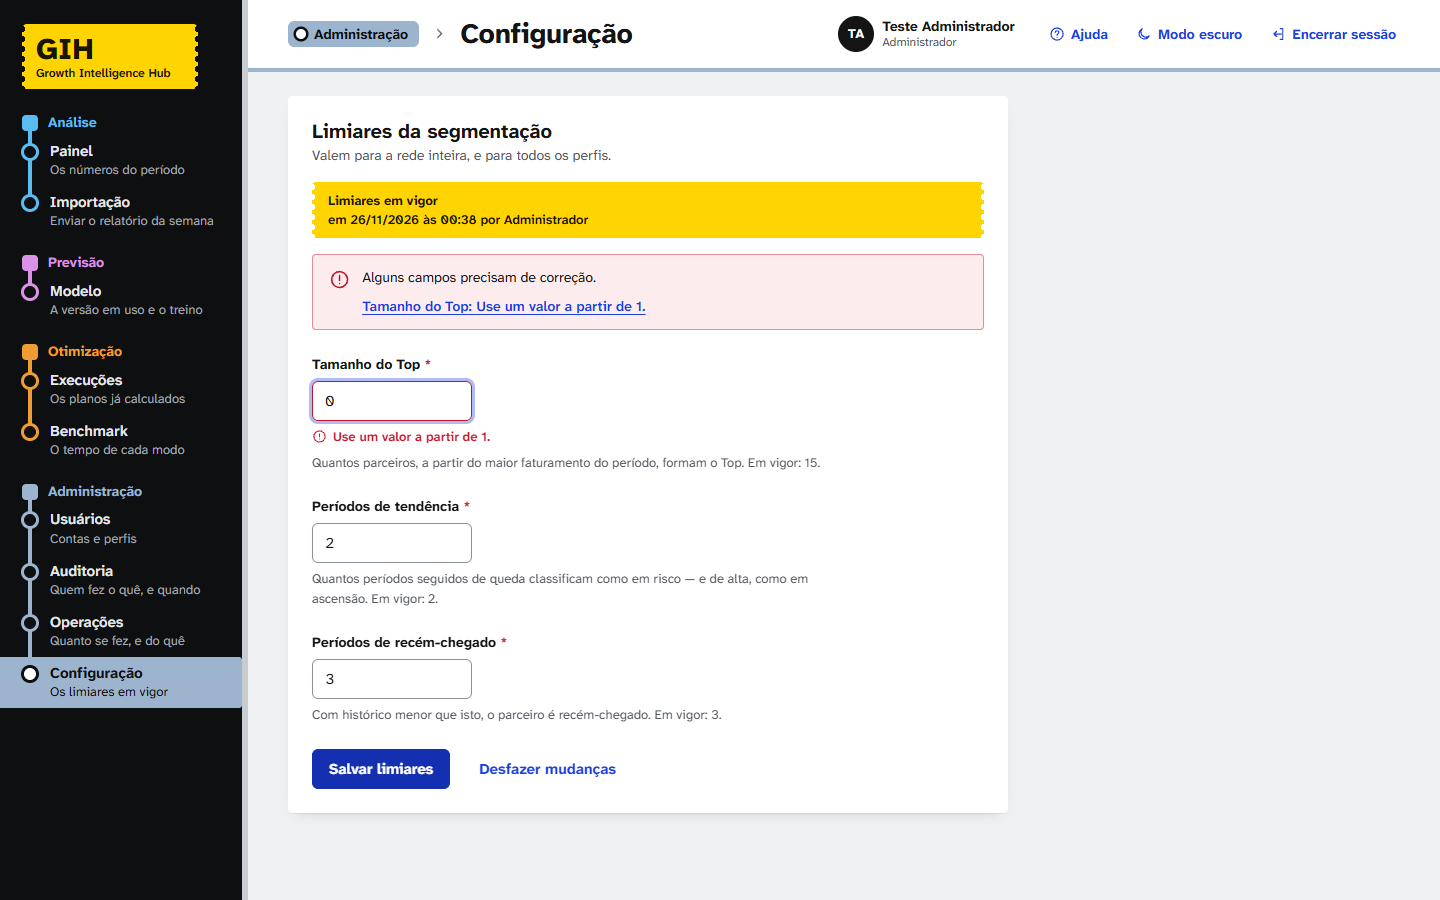 GIH
Growth Intelligence Hub
Análise
Painel
Os números do período
Importação
Enviar o relatório da semana
Previsão
Modelo
A versão em uso e o treino
Otimização
Execuções
Os planos já calculados
Benchmark
O tempo de cada modo
Administração
Usuários
Contas e perfis
Auditoria
Quem fez o quê, e quando
Operações
Quanto se fez, e do quê
Configuração
Os limiares em vigor
Administração
Configuração
TA
Teste Administrador
Administrador
Ajuda
Modo escuro
Encerrar sessão
Limiares da segmentação
Valem para a rede inteira, e para todos os perfis.
Limiares em vigor
em 26/11/2026 às 00:38 por Administrador
Alguns campos precisam de correção.
Tamanho do Top: Use um valor a partir de 1.
Tamanho do Top *
0
Use um valor a partir de 1.
Quantos parceiros, a partir do maior faturamento do período, formam o Top. Em vigor: 15.
Períodos de tendência *
2
Quantos períodos seguidos de queda classificam como em risco — e de alta, como em
ascensão. Em vigor: 2.
Períodos de recém-chegado *
3
Com histórico menor que isto, o parceiro é recém-chegado. Em vigor: 3.
Salvar limiares
Desfazer mudanças